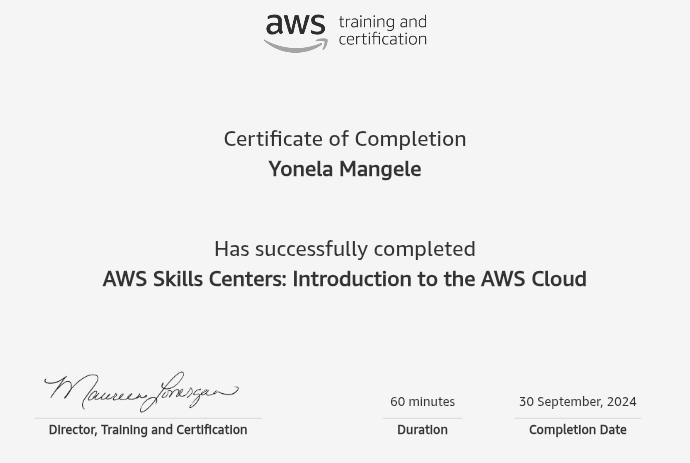 aws training and
certification
Certificate of Completion
Yonela Mangele
Has successfully completed
AWS Skills Centers: Introduction to the AWS Cloud
Maureen Lonergan
60 minutes
30 September, 2024
Director, Training and Certification
Duration
Completion Date